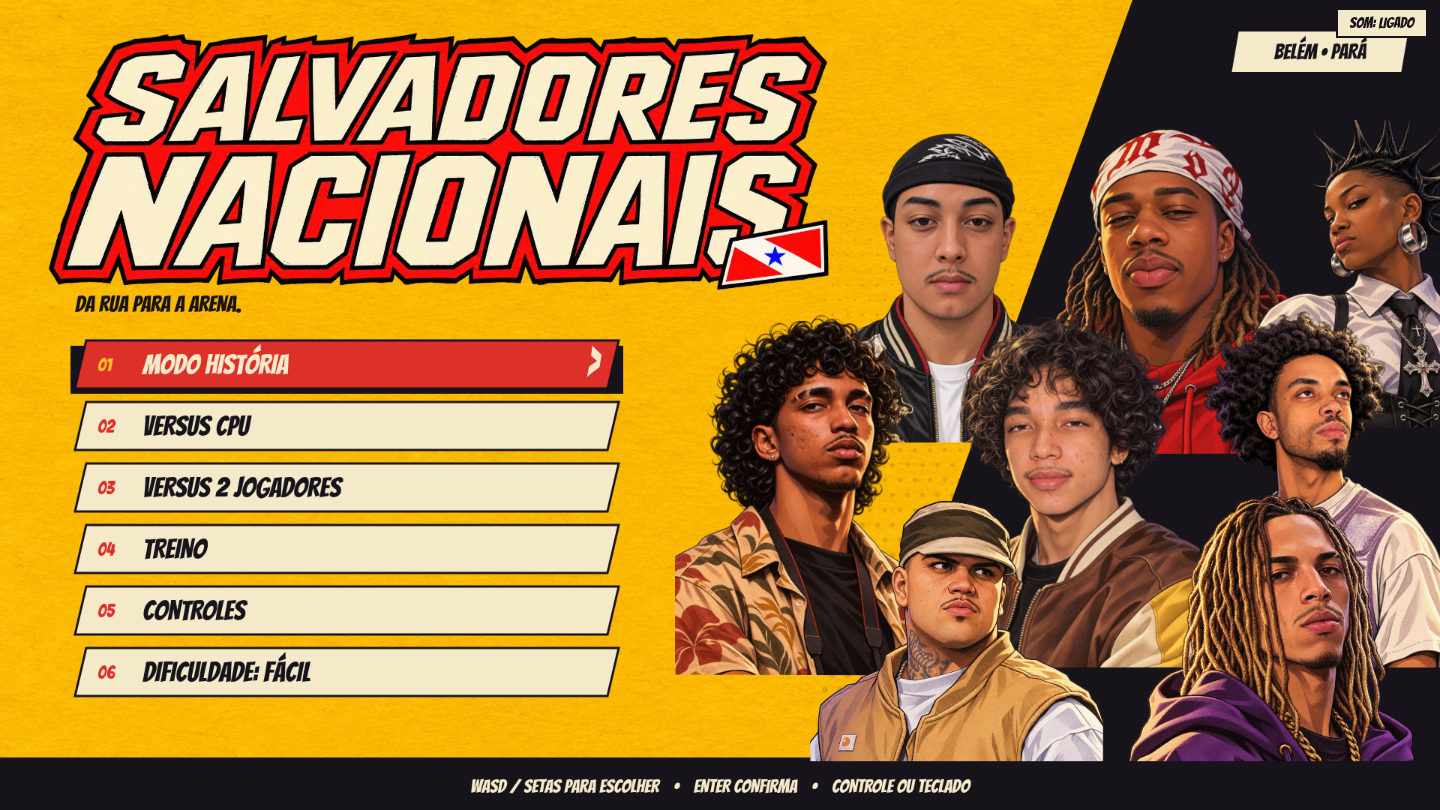 SOM: LIGADO
BELÉM • PARÁ
SALVADORES
NACIONAIS
DA RUA PARA A ARENA.
01 MODO HISTÓRIA >
02 VERSUS CPU
03 VERSUS 2 JOGADORES
04 TREINO
05 CONTROLES
06 DIFICULDADE: FÁCIL
WASD / SETAS PARA ESCOLHER • ENTER CONFIRMA • CONTROLE OU TECLADO